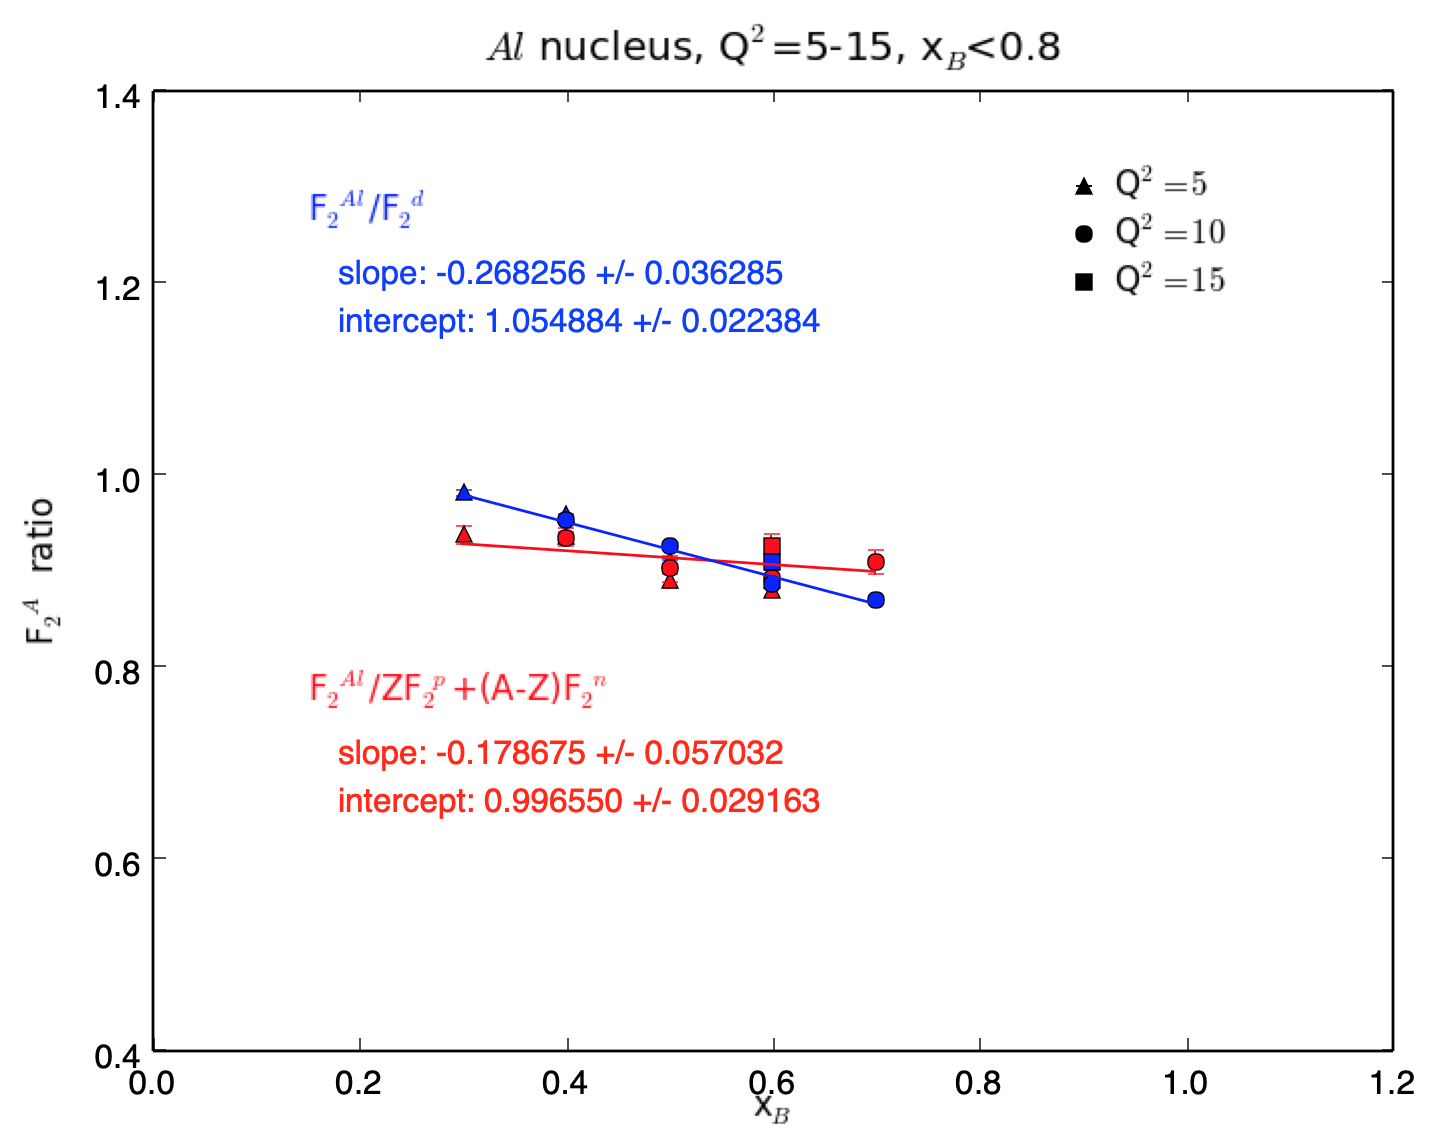 Al nucleus, Q²=5-15, x_B<0.8
1.4
1.2
1.0
0.8
0.6
0.4
F₂^A ratio
F₂^Al/F₂^d
slope: -0.268256 +/- 0.036285
intercept: 1.054884 +/- 0.022384
Q² =5
Q² =10
Q² =15
F₂^Al/ZF₂^p+(A-Z)F₂^n
slope: -0.178675 +/- 0.057032
intercept: 0.996550 +/- 0.029163
0.0 0.2 0.4 0.6 0.8 1.0 1.2
x_B